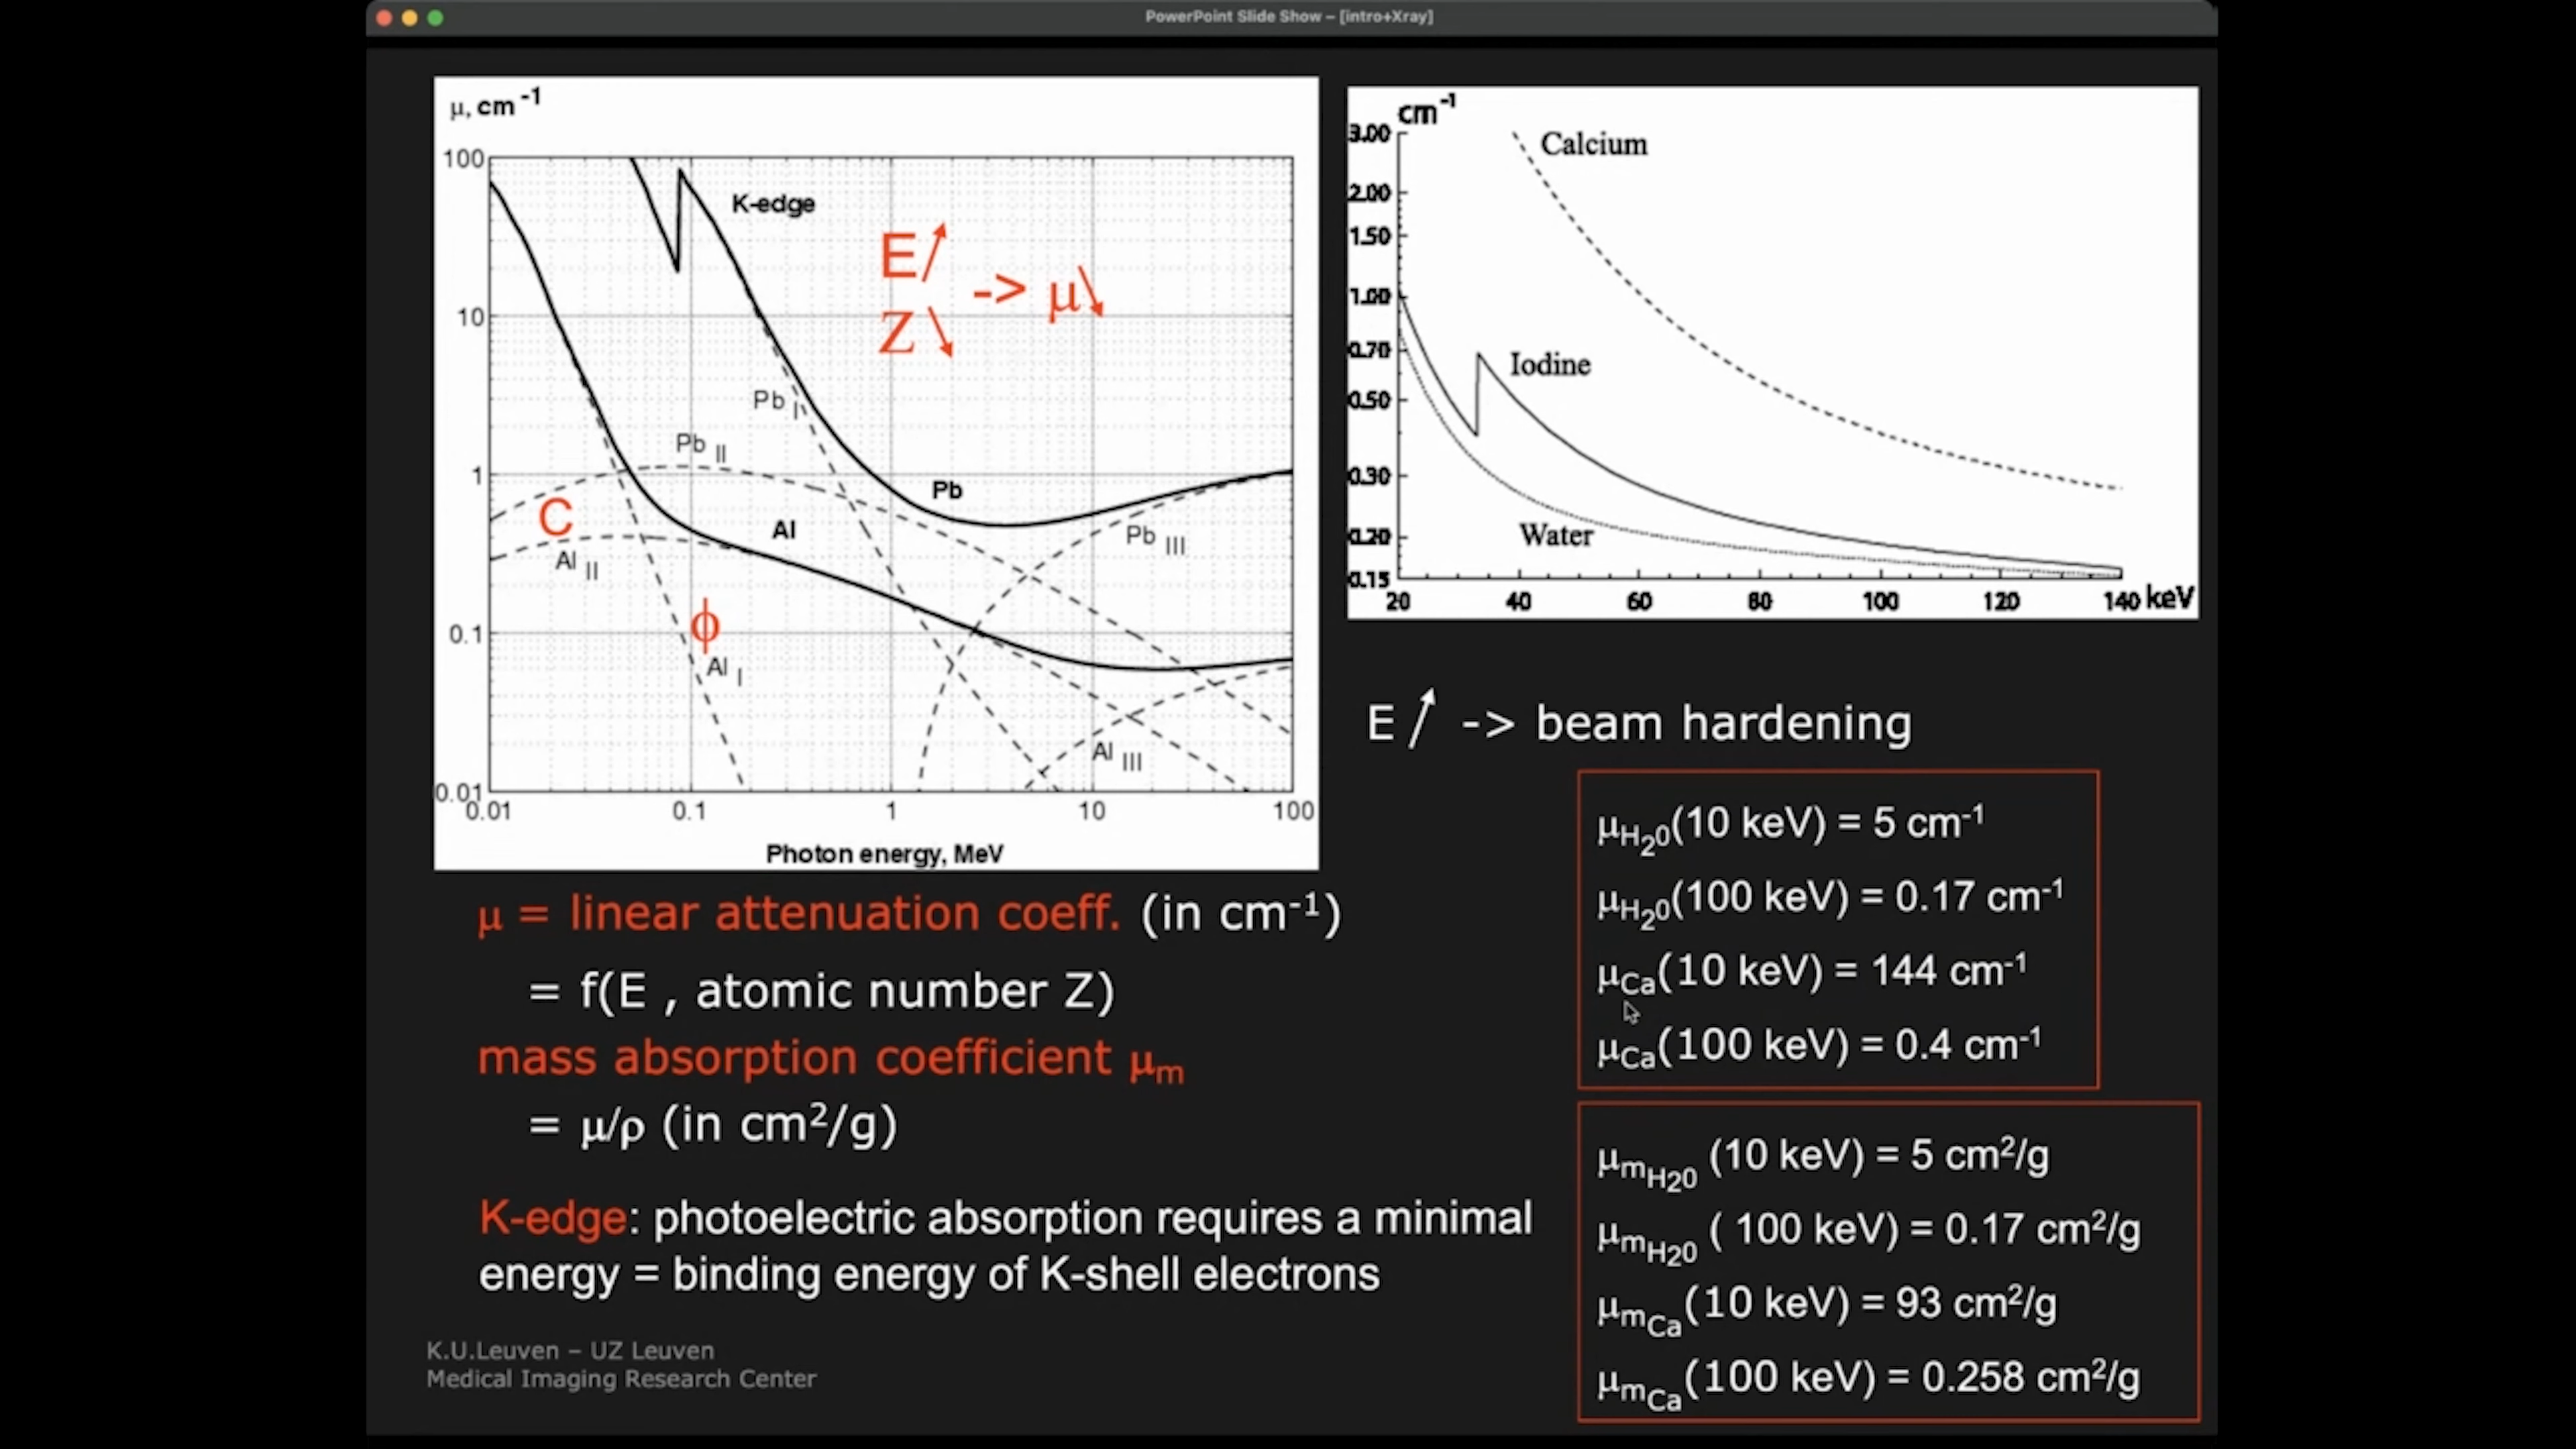 PowerPoint Slide Show – [intro+Xray]
μ, cm⁻¹
100
10
1
0.1
0.01
0.01 0.1 1 10 100
Photon energy, MeV
K-edge
E
Z
-> μ
Pb I
Pb II
Pb
Pb III
C
Al
Al II
ϕ
Al I
Al III
cm⁻¹
3.00
2.00
1.50
1.00
0.70
0.50
0.30
0.20
0.15
20 40 60 80 100 120 140 keV
Calcium
Iodine
Water
μ = linear attenuation coeff. (in cm⁻¹)
= f(E , atomic number Z)
mass absorption coefficient μₘ
= μ/ρ (in cm²/g)
K-edge: photoelectric absorption requires a minimal
energy = binding energy of K-shell electrons
E -> beam hardening
μH₂0(10 keV) = 5 cm⁻¹
μH₂0(100 keV) = 0.17 cm⁻¹
μCa(10 keV) = 144 cm⁻¹
μCa(100 keV) = 0.4 cm⁻¹
μmH20 (10 keV) = 5 cm²/g
μmH20 ( 100 keV) = 0.17 cm²/g
μmCa(10 keV) = 93 cm²/g
μmCa(100 keV) = 0.258 cm²/g
K.U.Leuven – UZ Leuven
Medical Imaging Research Center